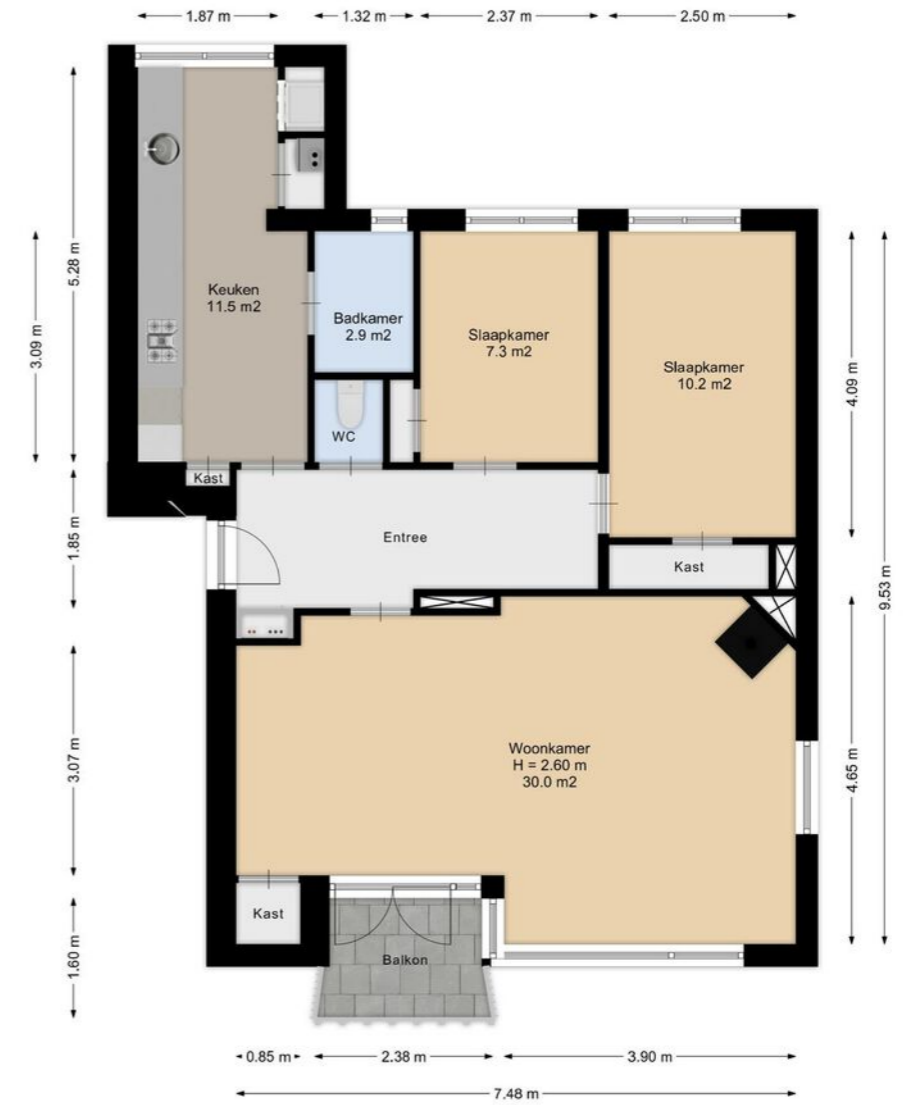 1.87 m
1.32 m
2.37 m
2.50 m
5.28 m
3.09 m
Keuken
11.5 m2
Badkamer
2.9 m2
Slaapkamer
7.3 m2
Slaapkamer
10.2 m2
4.09 m
WC
Kast
1.85 m
Entree
Kast
9.53 m
3.07 m
Woonkamer
H = 2.60 m
30.0 m2
4.65 m
Kast
1.60 m
Balkon
0.85 m
2.38 m
3.90 m
7.48 m